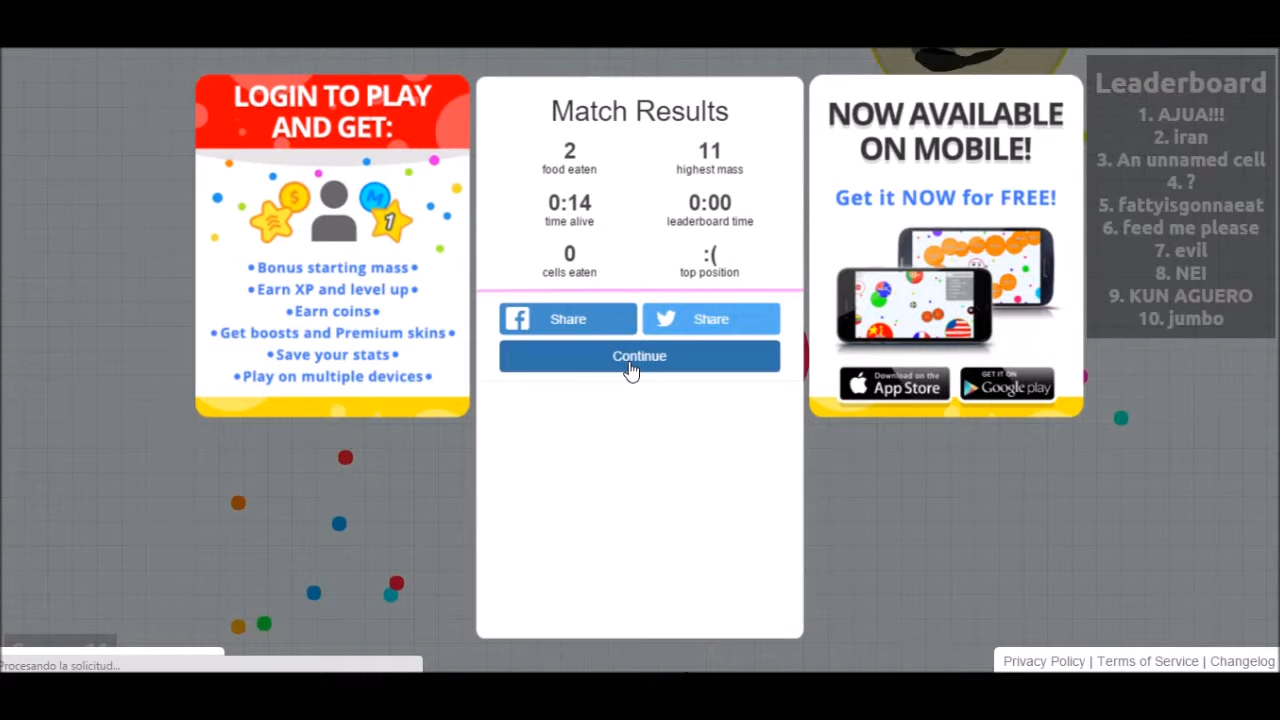 LOGIN TO PLAY
AND GET:
•Bonus starting mass•
•Earn XP and level up•
•Earn coins•
•Get boosts and Premium skins•
•Save your stats•
•Play on multiple devices•
Match Results
2
food eaten
11
highest mass
0:14
time alive
0:00
leaderboard time
0
cells eaten
:(
top position
Share
Share
Continue
NOW AVAILABLE
ON MOBILE!
Get it NOW for FREE!
Download on the
App Store
GET IT ON
Google play
Leaderboard
1. AJUA!!!
2. iran
3. An unnamed cell
4. ?
5. fattyisgonnaeat
6. feed me please
7. evil
8. NEI
9. KUN AGUERO
10. jumbo
Procesando la solicitud...
Privacy Policy | Terms of Service | Changelog